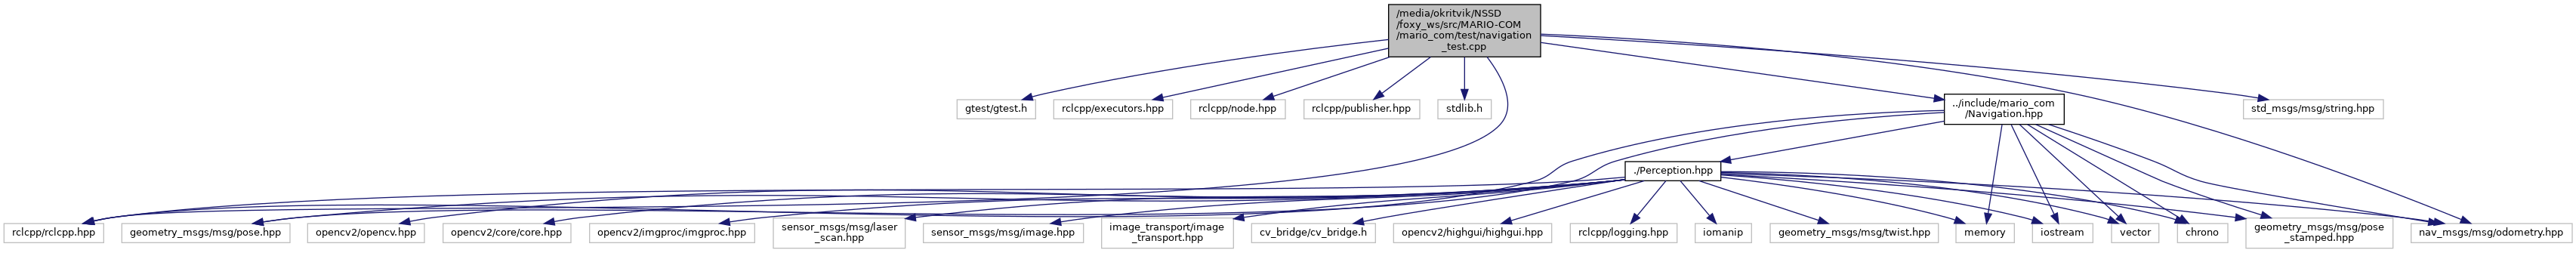 /media/okritvik/NSSD
/foxy_ws/src/MARIO-COM
/mario_com/test/navigation
_test.cpp
gtest/gtest.h
rclcpp/executors.hpp
rclcpp/node.hpp
rclcpp/publisher.hpp
stdlib.h
../include/mario_com
/Navigation.hpp
std_msgs/msg/string.hpp
./Perception.hpp
rclcpp/rclcpp.hpp
geometry_msgs/msg/pose.hpp
opencv2/opencv.hpp
opencv2/core/core.hpp
opencv2/imgproc/imgproc.hpp
sensor_msgs/msg/laser
_scan.hpp
sensor_msgs/msg/image.hpp
image_transport/image
_transport.hpp
cv_bridge/cv_bridge.h
opencv2/highgui/highgui.hpp
rclcpp/logging.hpp
iomanip
geometry_msgs/msg/twist.hpp
memory
iostream
vector
chrono
geometry_msgs/msg/pose
_stamped.hpp
nav_msgs/msg/odometry.hpp